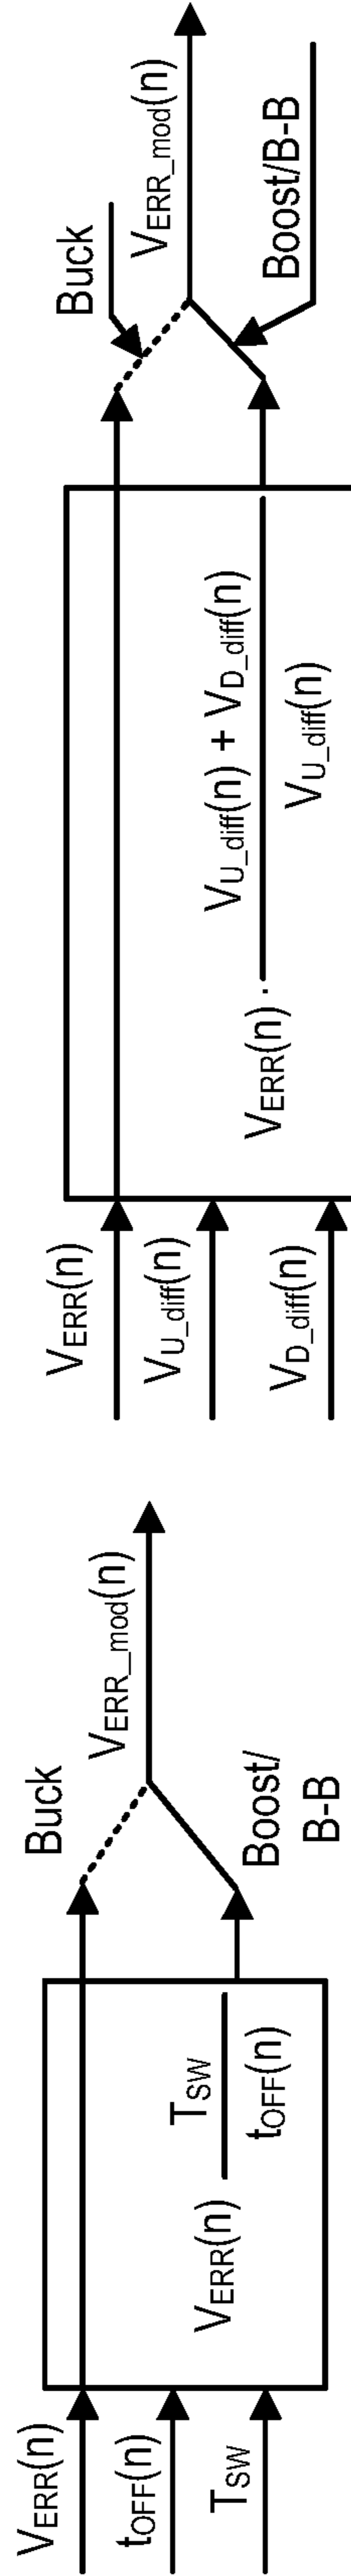 V_ERR(n)
t_OFF(n)
T_SW
V_ERR(n) T_SW
t_OFF(n)
Buck
V_ERR_mod(n)
Boost/
B-B
V_ERR(n)
V_U_diff(n)
V_D_diff(n)
V_ERR(n) · V_U_diff(n) + V_D_diff(n)
V_U_diff(n)
Buck
V_ERR_mod(n)
Boost/B-B